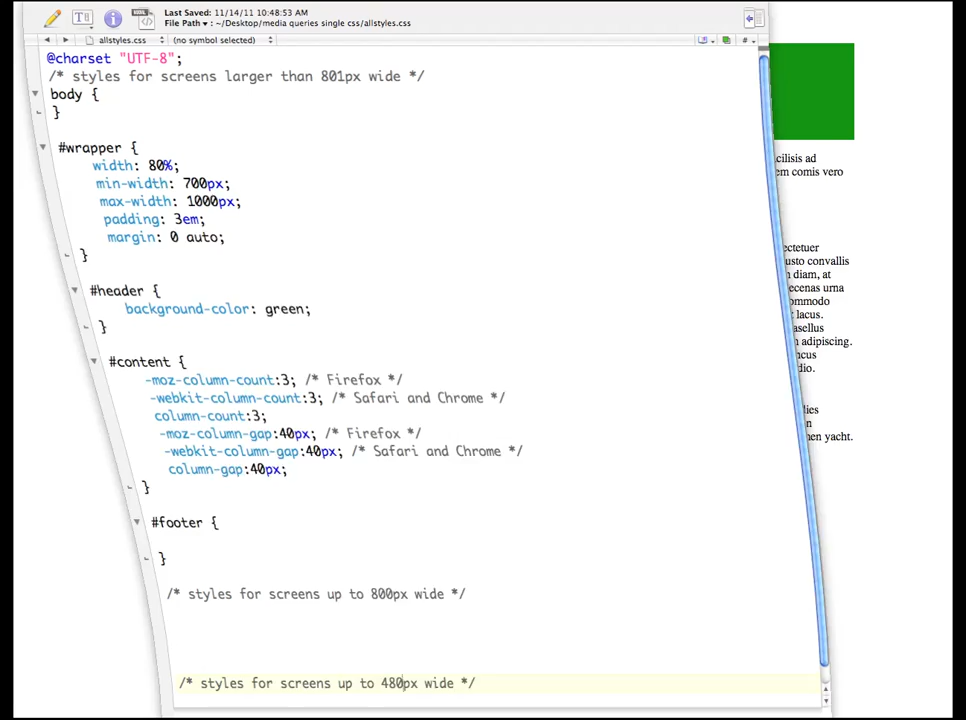 Last Saved: 11/14/11 10:48:53 AM
File Path ▾ : ~/Desktop/media queries single css/allstyles.css
allstyles.css
(no symbol selected)
#
@charset "UTF-8";
/* styles for screens larger than 801px wide */
body {
}
#wrapper {
width: 80%;
min-width: 700px;
max-width: 1000px;
padding: 3em;
margin: 0 auto;
}
#header {
background-color: green;
}
#content {
-moz-column-count:3; /* Firefox */
-webkit-column-count:3; /* Safari and Chrome */
column-count:3;
-moz-column-gap:40px; /* Firefox */
-webkit-column-gap:40px; /* Safari and Chrome */
column-gap:40px;
}
#footer {
}
/* styles for screens up to 800px wide */
/* styles for screens up to 480px wide */
cilisis ad
em comis vero
ectetuer
usto convallis
n diam, at
ecenas urna
ommodo
t lacus.
asellus
n adipiscing.
ncus
dio.
lies
n
nen yacht.